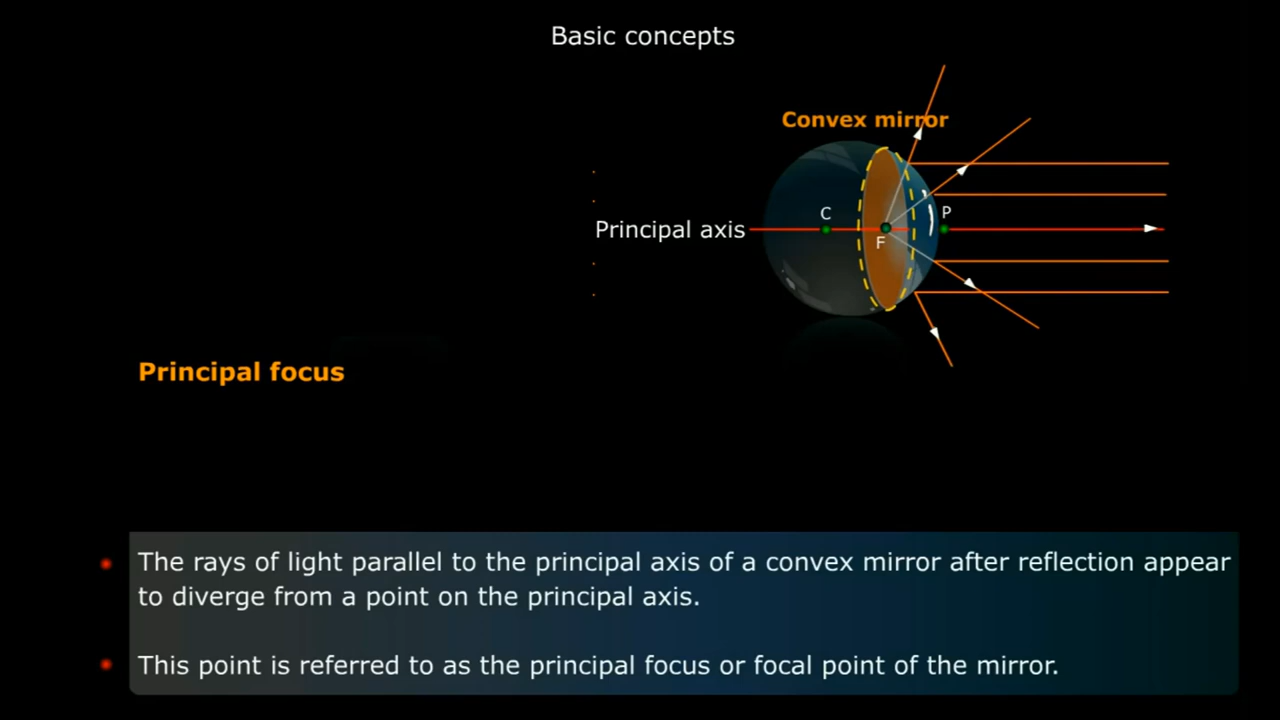 Basic concepts
Convex mirror
C
P
Principal axis
F
Principal focus
The rays of light parallel to the principal axis of a convex mirror after reflection appear
to diverge from a point on the principal axis.
This point is referred to as the principal focus or focal point of the mirror.